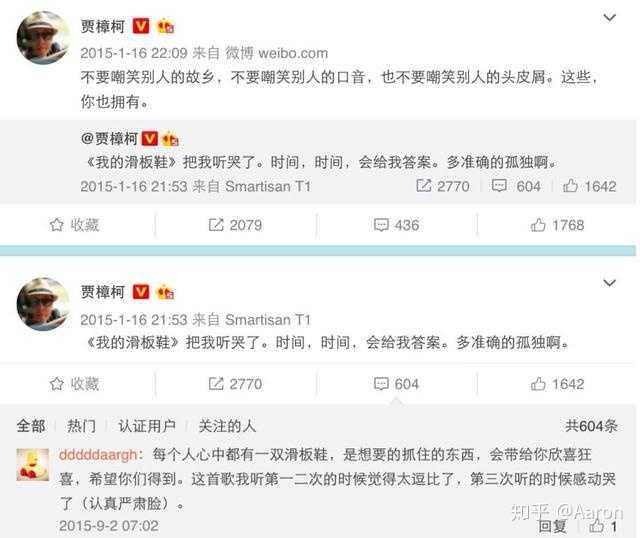 贾樟柯
2015-1-16 22:09 来自 微博 weibo.com
不要嘲笑别人的故乡，不要嘲笑别人的口音，也不要嘲笑别人的头皮屑。这些，
你也拥有。
@贾樟柯
《我的滑板鞋》把我听哭了。时间，时间，会给我答案。多准确的孤独啊。
2015-1-16 21:53 来自 Smartisan T1 2770 604 1642
收藏 2079 436 1768
贾樟柯
2015-1-16 21:53 来自 Smartisan T1
《我的滑板鞋》把我听哭了。时间，时间，会给我答案。多准确的孤独啊。
收藏 2770 604 1642
全部 热门 认证用户 关注的人 共604条
dddddaargh：每个人心中都有一双滑板鞋，是想要的抓住的东西，会带给你欣喜狂
喜，希望你们得到。这首歌我听第一二次的时候觉得太逗比了，第三次听的时候感动哭
了（认真严肃脸）。
2015-9-2 07:02 回复 1
知乎 @Aaron